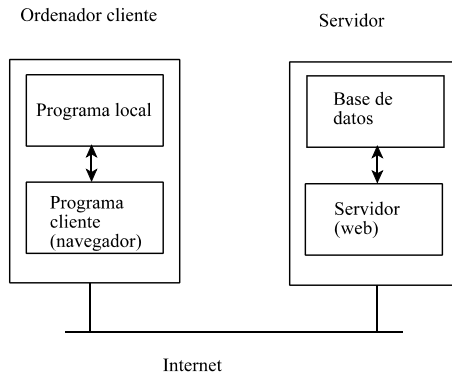 Ordenador cliente
Servidor
Programa local
Programa
cliente
(navegador)
Base de
datos
Servidor
(web)
Internet